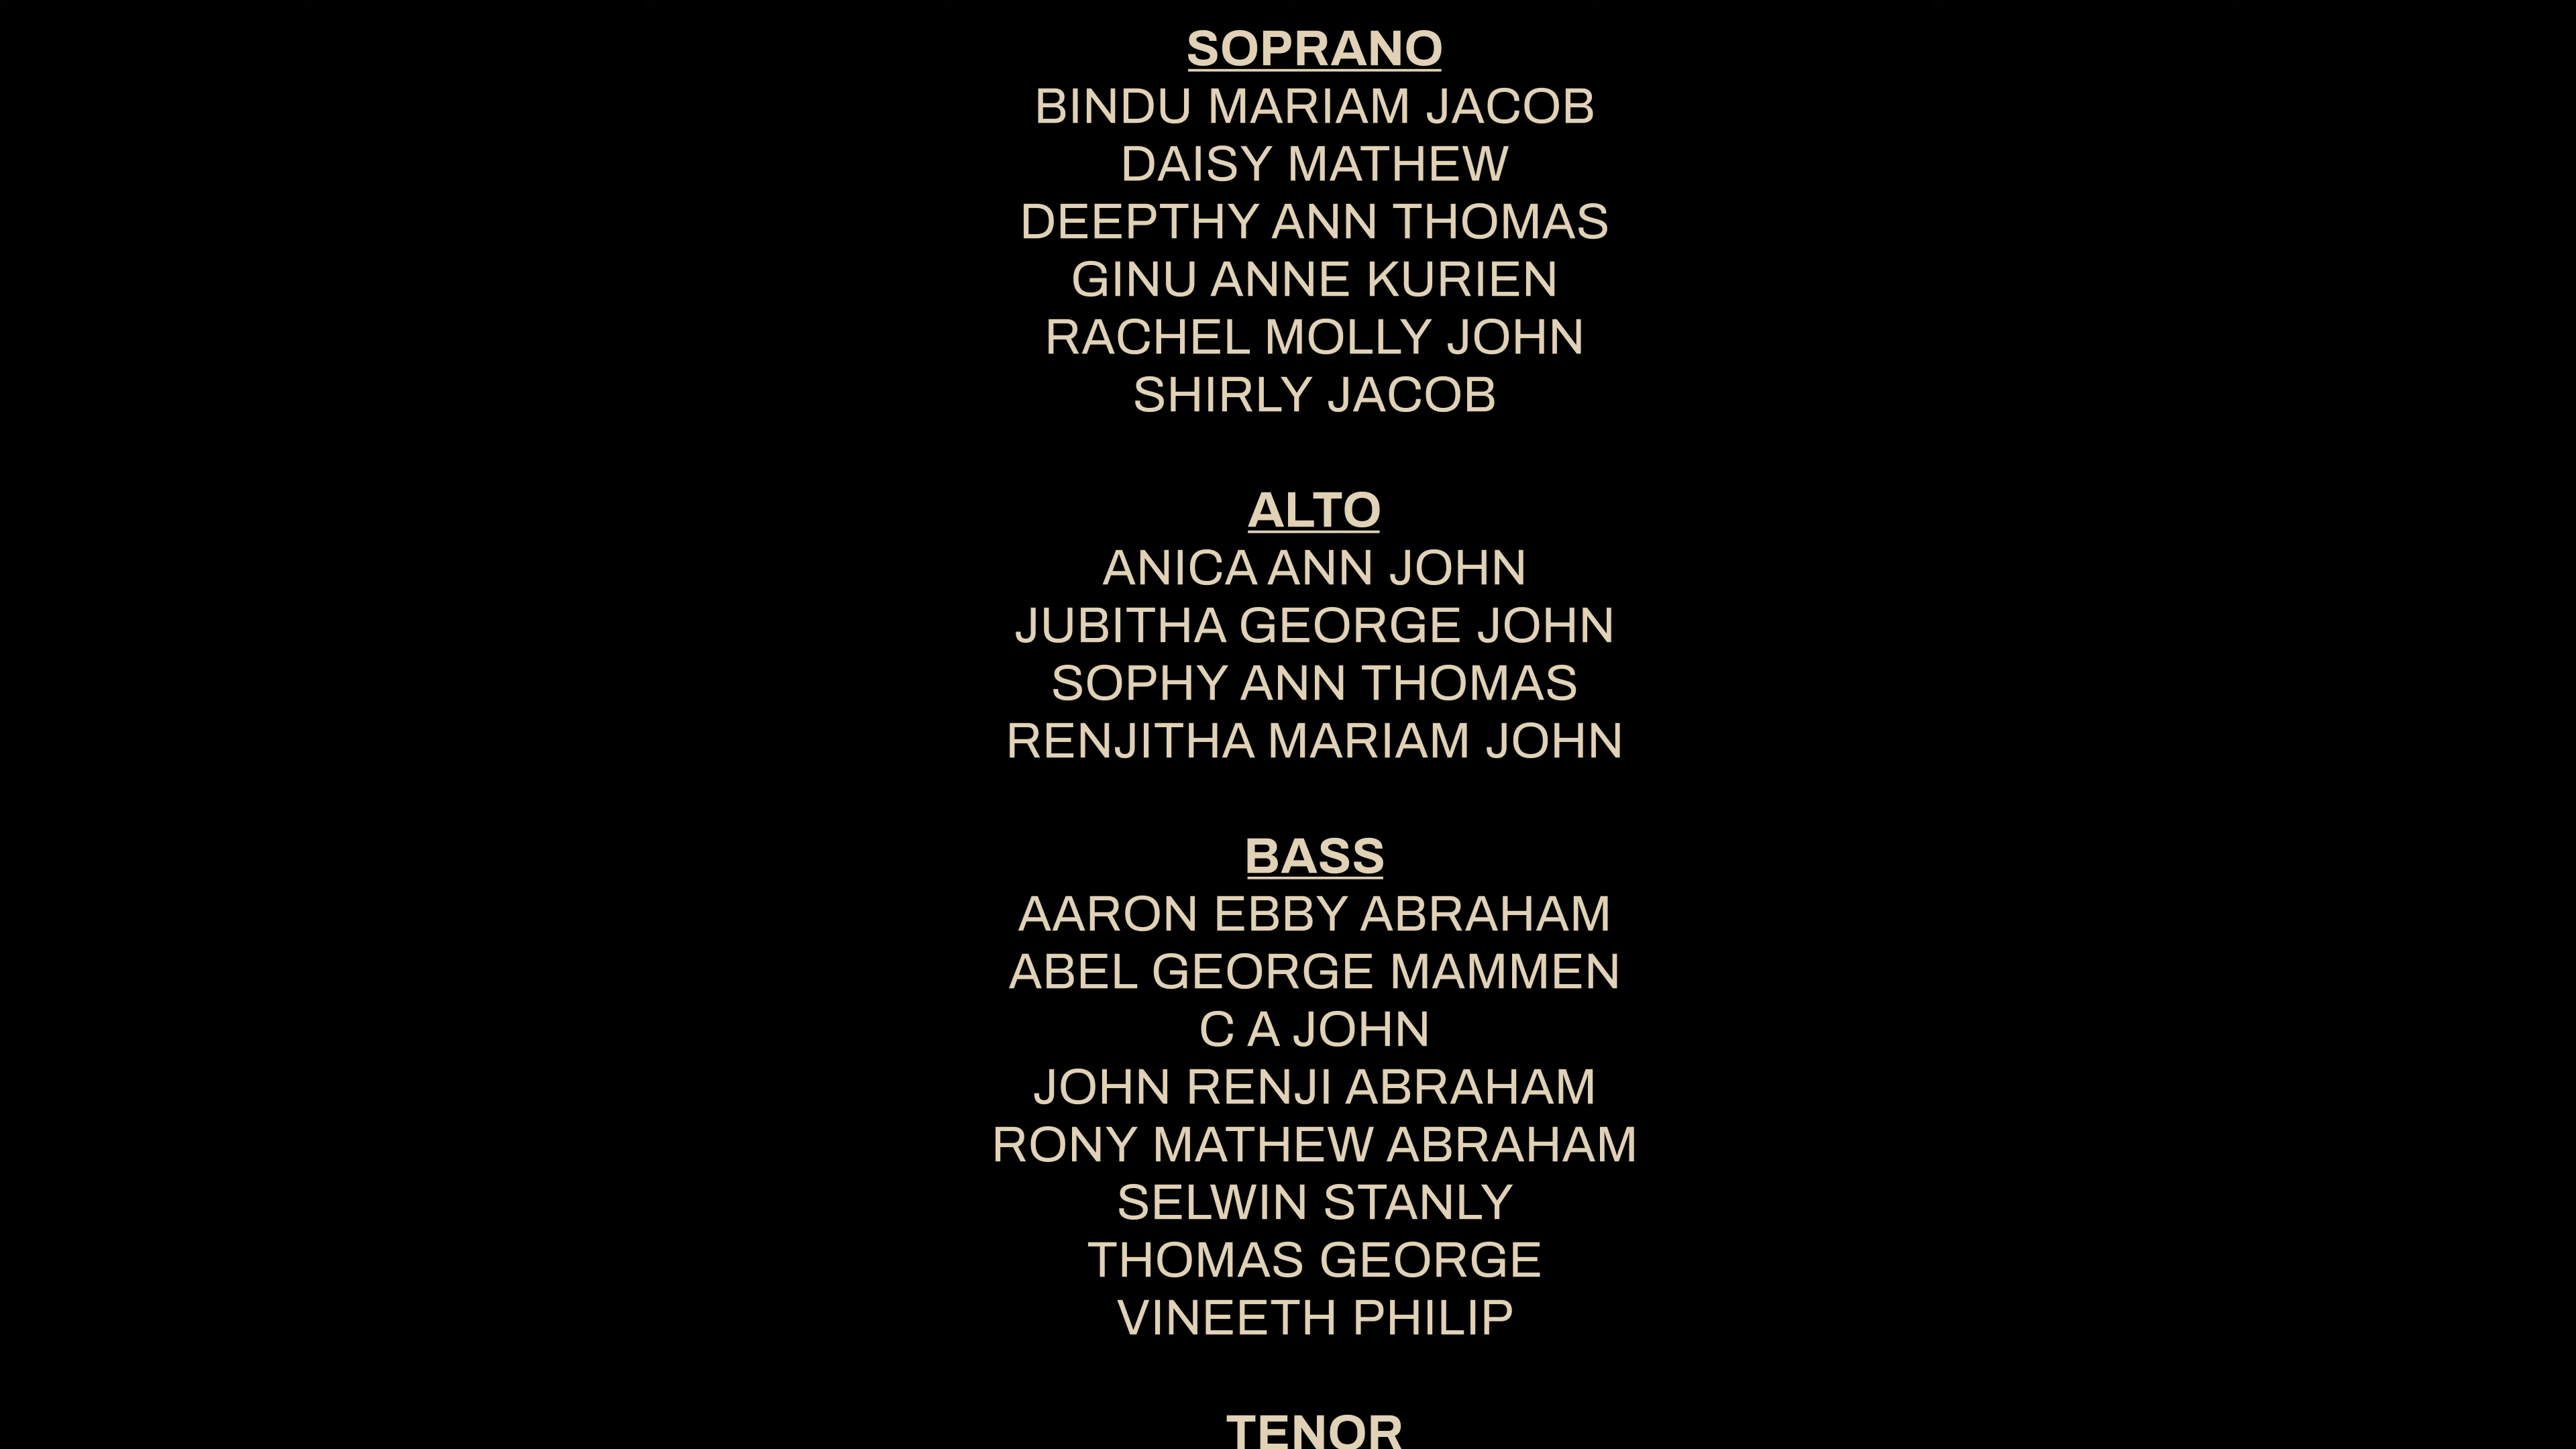 SOPRANO
BINDU MARIAM JACOB
DAISY MATHEW
DEEPTHY ANN THOMAS
GINU ANNE KURIEN
RACHEL MOLLY JOHN
SHIRLY JACOB
ALTO
ANICA ANN JOHN
JUBITHA GEORGE JOHN
SOPHY ANN THOMAS
RENJITHA MARIAM JOHN
BASS
AARON EBBY ABRAHAM
ABEL GEORGE MAMMEN
C A JOHN
JOHN RENJI ABRAHAM
RONY MATHEW ABRAHAM
SELWIN STANLY
THOMAS GEORGE
VINEETH PHILIP
TENOR